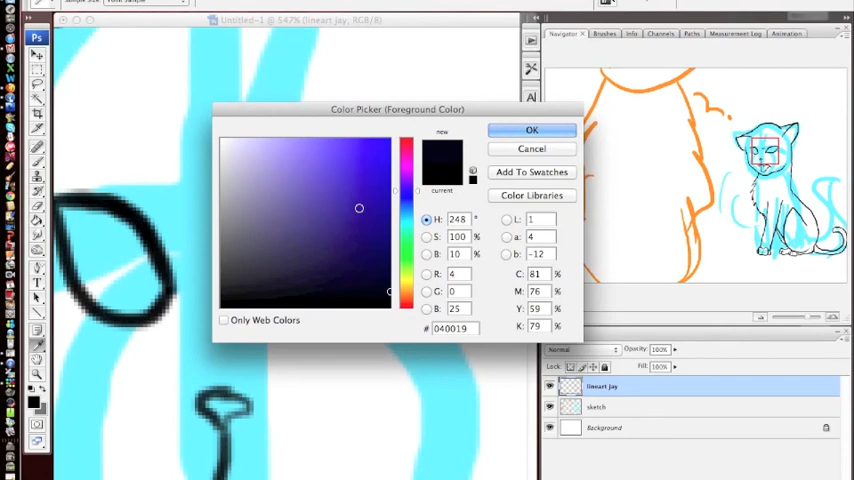 Untitled-1 @ 547% (lineart jay, RGB/8)
Ps
Navigator × Brushes Info Channels Paths Measurement Log Animation
Color Picker (Foreground Color)
new
current
OK
Cancel
Add To Swatches
Color Libraries
H: 248 ° L: 1
S: 100 % a: 4
B: 10 % b: -12
R: 4 C: 81 %
G: 0 M: 76 %
B: 25 Y: 59 %
# 040019 K: 79 %
Only Web Colors
Normal Opacity: 100%
Lock: Fill: 100%
lineart jay
sketch
Background